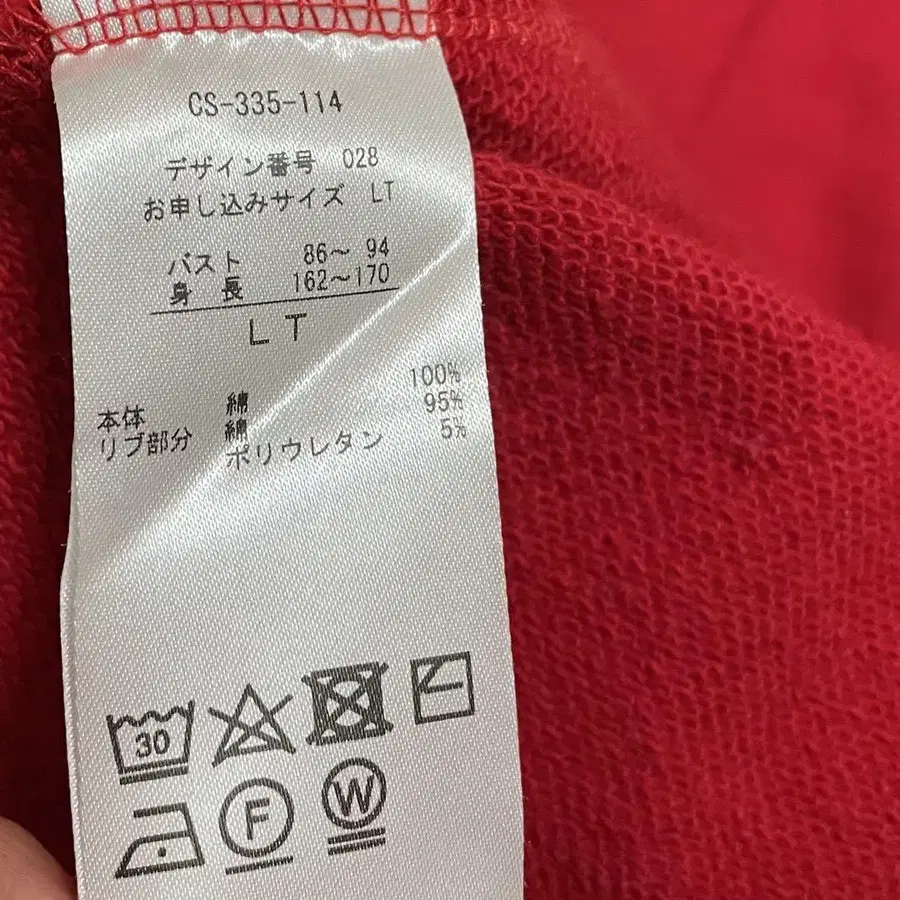 CS-335-114
デザイン番号 028
お申し込みサイズ LT
バスト 86～ 94
身 長 162～170
LT
本体 綿 100%
リブ部分 綿 95%
ポリウレタン 5%
30
F
W